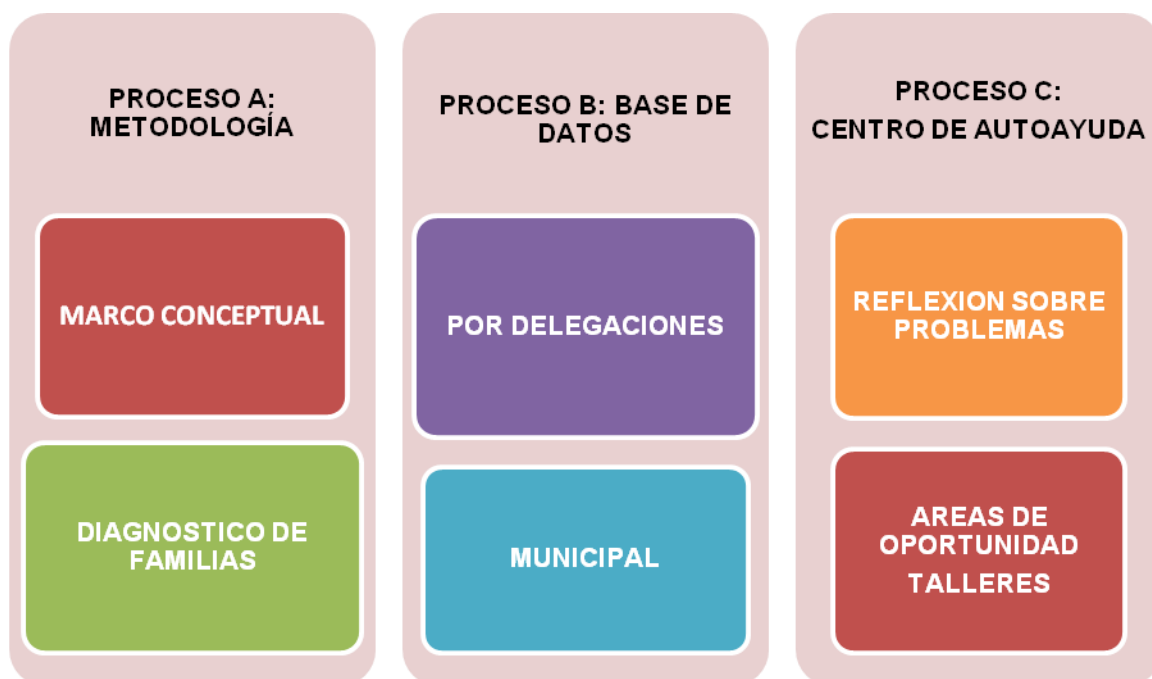 PROCESO A:
METODOLOGÍA
MARCO CONCEPTUAL
DIAGNOSTICO DE
FAMILIAS
PROCESO B: BASE DE
DATOS
POR DELEGACIONES
MUNICIPAL
PROCESO C:
CENTRO DE AUTOAYUDA
REFLEXION SOBRE
PROBLEMAS
AREAS DE
OPORTUNIDAD
TALLERES